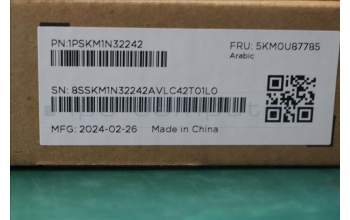 PN:1PSKM1N32242
FRU: 5KM0U87785
Arabic
SN: 8SSKM1N32242AVLC42T01L0
MFG: 2024-02-26 Made in China